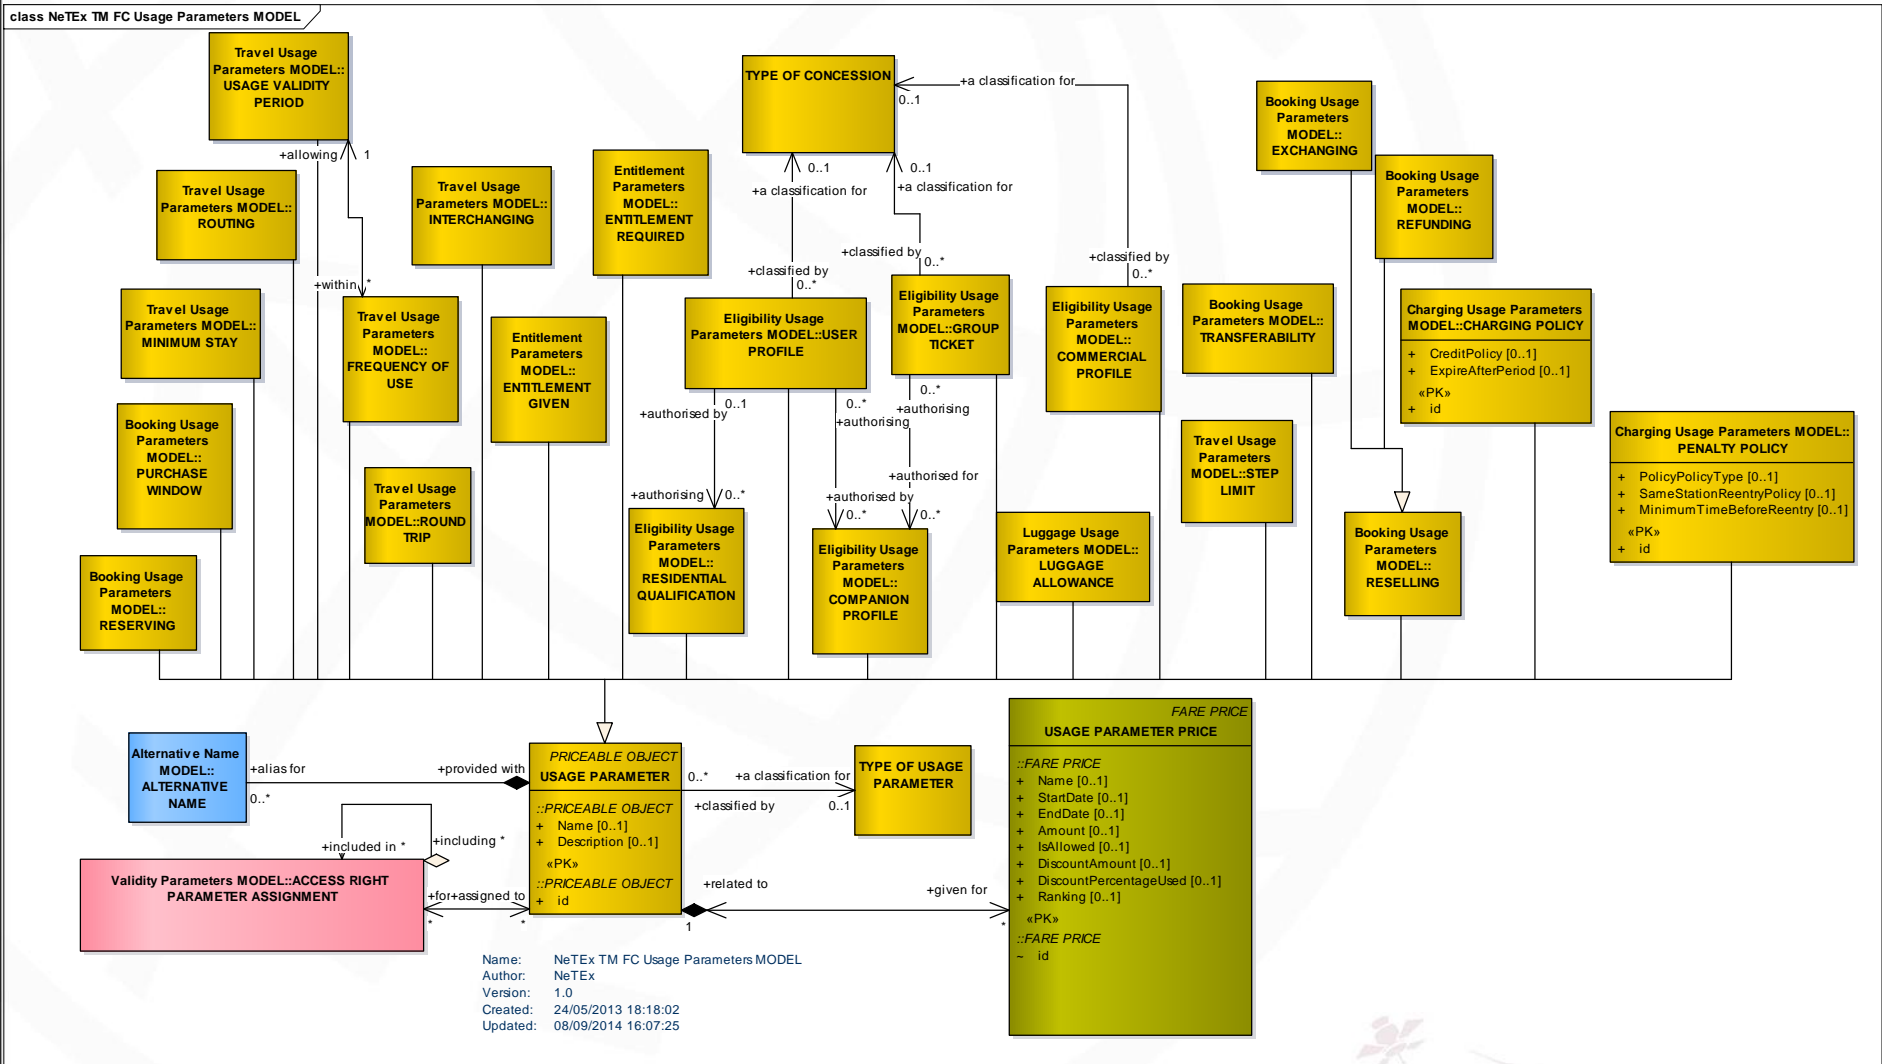 class NeTEx TM FC Usage Parameters MODEL
Travel Usage
Parameters MODEL::
USAGE VALIDITY
PERIOD
+allowing
1
+within
*
Travel Usage
Parameters MODEL::
ROUTING
Travel Usage
Parameters MODEL::
MINIMUM STAY
Booking Usage
Parameters
MODEL::
PURCHASE
WINDOW
Booking Usage
Parameters
MODEL::
RESERVING
Travel Usage
Parameters
MODEL::
FREQUENCY OF
USE
Travel Usage
Parameters
MODEL::ROUND
TRIP
Travel Usage
Parameters MODEL::
INTERCHANGING
Entitlement
Parameters
MODEL::
ENTITLEMENT
GIVEN
Entitlement
Parameters
MODEL::
ENTITLEMENT
REQUIRED
TYPE OF CONCESSION
0..1
+a classification for
0..1
+a classification for
0..1
+a classification for
+classified by
0..*
+classified by
0..*
+classified by
0..*
Eligibility Usage
Parameters MODEL::USER
PROFILE
Eligibility Usage
Parameters
MODEL::GROUP
TICKET
Eligibility Usage
Parameters
MODEL::
COMMERCIAL
PROFILE
0..1
+authorised by
0..*
+authorising
0..*
+authorising
+authorising
0..*
+authorised by
0..*
+authorised for
0..*
Eligibility Usage
Parameters
MODEL::
RESIDENTIAL
QUALIFICATION
Eligibility Usage
Parameters
MODEL::
COMPANION
PROFILE
Luggage Usage
Parameters MODEL::
LUGGAGE
ALLOWANCE
Booking Usage
Parameters MODEL::
TRANSFERABILITY
Travel Usage
Parameters
MODEL::STEP
LIMIT
Booking Usage
Parameters
MODEL::
EXCHANGING
Booking Usage
Parameters
MODEL::
REFUNDING
Booking Usage
Parameters
MODEL::
RESELLING
Charging Usage Parameters
MODEL::CHARGING POLICY
+ CreditPolicy [0..1]
+ ExpireAfterPeriod [0..1]
«PK»
+ id
Charging Usage Parameters MODEL::
PENALTY POLICY
+ PolicyPolicyType [0..1]
+ SameStationReentryPolicy [0..1]
+ MinimumTimeBeforeReentry [0..1]
«PK»
+ id
Alternative Name
MODEL::
ALTERNATIVE
NAME
+alias for
0..*
+provided with
PRICEABLE OBJECT
USAGE PARAMETER
::PRICEABLE OBJECT
+ Name [0..1]
+ Description [0..1]
«PK»
::PRICEABLE OBJECT
+ id
0..*
+a classification for
+classified by
0..1
TYPE OF USAGE
PARAMETER
+included in *
+including *
Validity Parameters MODEL::ACCESS RIGHT
PARAMETER ASSIGNMENT
+for
+assigned to
*
*
+related to
1
+given for
*
FARE PRICE
USAGE PARAMETER PRICE
::FARE PRICE
+ Name [0..1]
+ StartDate [0..1]
+ EndDate [0..1]
+ Amount [0..1]
+ IsAllowed [0..1]
+ DiscountAmount [0..1]
+ DiscountPercentageUsed [0..1]
+ Ranking [0..1]
«PK»
::FARE PRICE
~ id
Name: NeTEx TM FC Usage Parameters MODEL
Author: NeTEx
Version: 1.0
Created: 24/05/2013 18:18:02
Updated: 08/09/2014 16:07:25